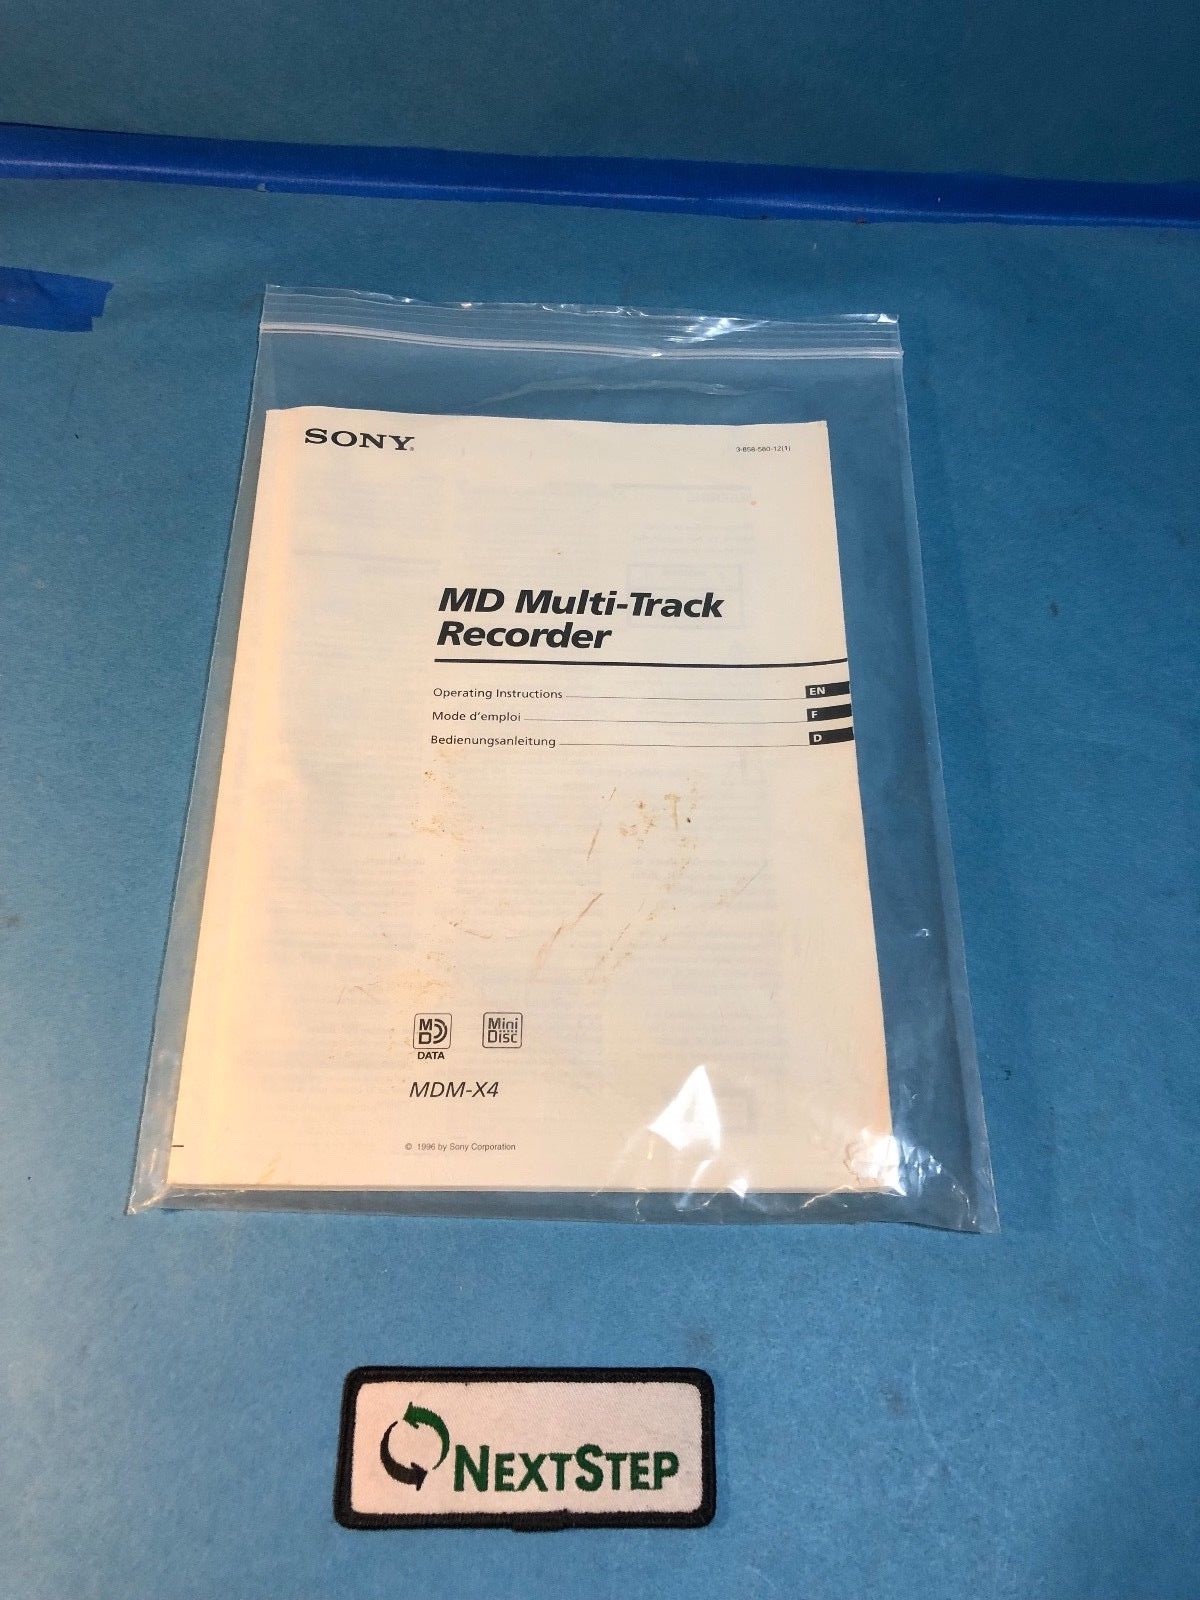 SONY®
3-858-580-12(1)
MD Multi-Track
Recorder
Operating Instructions EN
Mode d'emploi F
Bedienungsanleitung D
MD
DATA
Mini
Disc
MDM-X4
© 1996 by Sony Corporation
NEXTSTEP